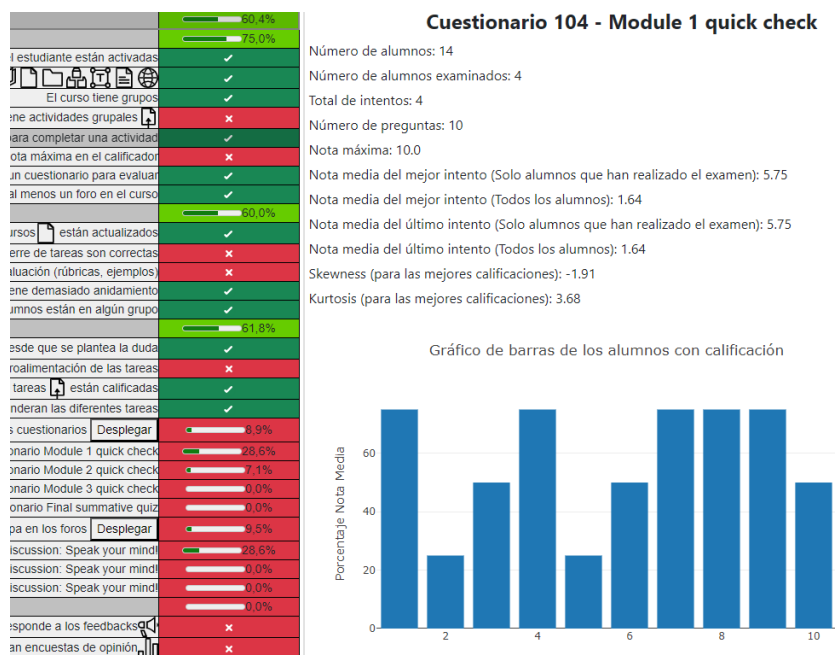 60,4%
75,0%
l estudiante están activadas
El curso tiene grupos
ene actividades grupales
para completar una actividad
nota máxima en el calificador
un cuestionario para evaluar
al menos un foro en el curso
60,0%
ursos están actualizados
erre de tareas son correctas
aluación (rúbricas, ejemplos)
ene demasiado anidamiento
umnos están en algún grupo
61,8%
esde que se plantea la duda
roalimentación de las tareas
tareas están calificadas
nderan las diferentes tareas
s cuestionarios Desplegar 8,9%
onario Module 1 quick check 28,6%
onario Module 2 quick check 7,1%
onario Module 3 quick check 0,0%
onario Final summative quiz 0,0%
pa en los foros Desplegar 9,5%
iscussion: Speak your mind! 28,6%
iscussion: Speak your mind! 0,0%
iscussion: Speak your mind! 0,0%
0,0%
esponde a los feedbacks
an encuestas de opinión
Cuestionario 104 - Module 1 quick check
Número de alumnos: 14
Número de alumnos examinados: 4
Total de intentos: 4
Número de preguntas: 10
Nota máxima: 10.0
Nota media del mejor intento (Solo alumnos que han realizado el examen): 5.75
Nota media del mejor intento (Todos los alumnos): 1.64
Nota media del último intento (Solo alumnos que han realizado el examen): 5.75
Nota media del último intento (Todos los alumnos): 1.64
Skewness (para las mejores calificaciones): -1.91
Kurtosis (para las mejores calificaciones): 3.68
Gráfico de barras de los alumnos con calificación
Porcentaje Nota Media
60
40
20
0
2 4 6 8 10